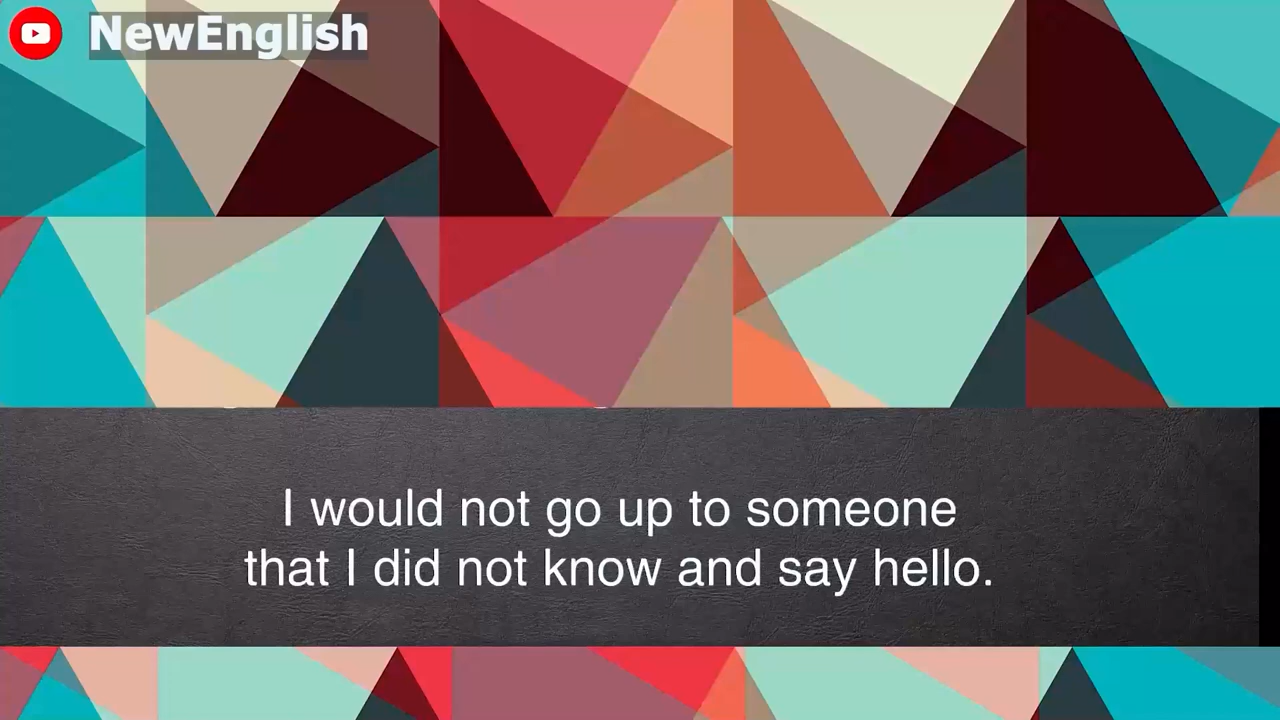 NewEnglish
I would not go up to someone
that I did not know and say hello.